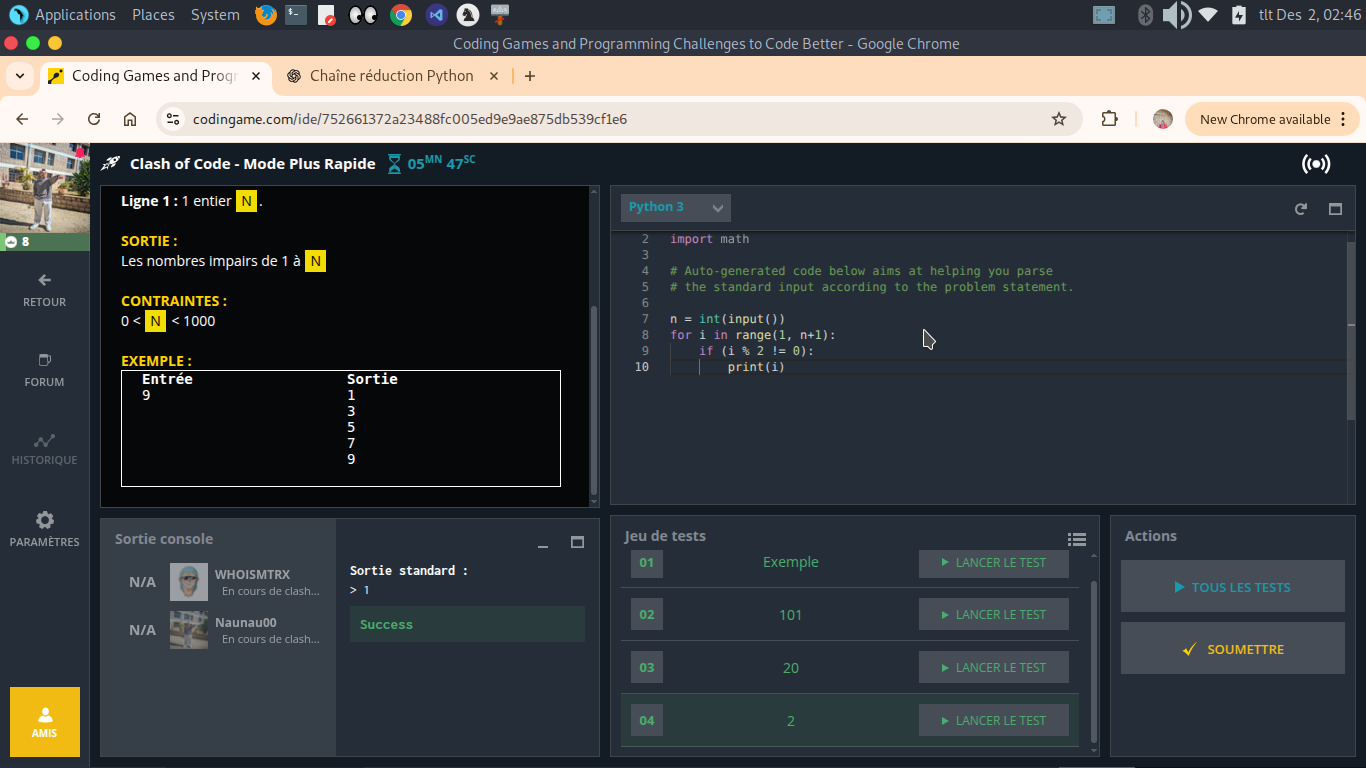 Applications Places System tlt Des 2, 02:46
Coding Games and Programming Challenges to Code Better - Google Chrome
Coding Games and Progr Chaîne réduction Python
codingame.com/ide/752661372a23488fc005ed9e9ae875db539cf1e6 New Chrome available
Clash of Code - Mode Plus Rapide 05MN 47SC
8
RETOUR
FORUM
HISTORIQUE
PARAMÈTRES
AMIS
Ligne 1 : 1 entier N .
SORTIE :
Les nombres impairs de 1 à N
CONTRAINTES :
0 < N < 1000
EXEMPLE :
Entrée Sortie
9 1
3
5
7
9
Python 3
2 import math
3
4 # Auto-generated code below aims at helping you parse
5 # the standard input according to the problem statement.
6
7 n = int(input())
8 for i in range(1, n+1):
9 if (i % 2 != 0):
10 print(i)
Sortie console
N/A WHOISMTRX
En cours de clash...
N/A Naunau00
En cours de clash...
Sortie standard :
> 1
Success
Jeu de tests
01 Exemple LANCER LE TEST
02 101 LANCER LE TEST
03 20 LANCER LE TEST
04 2 LANCER LE TEST
Actions
TOUS LES TESTS
SOUMETTRE